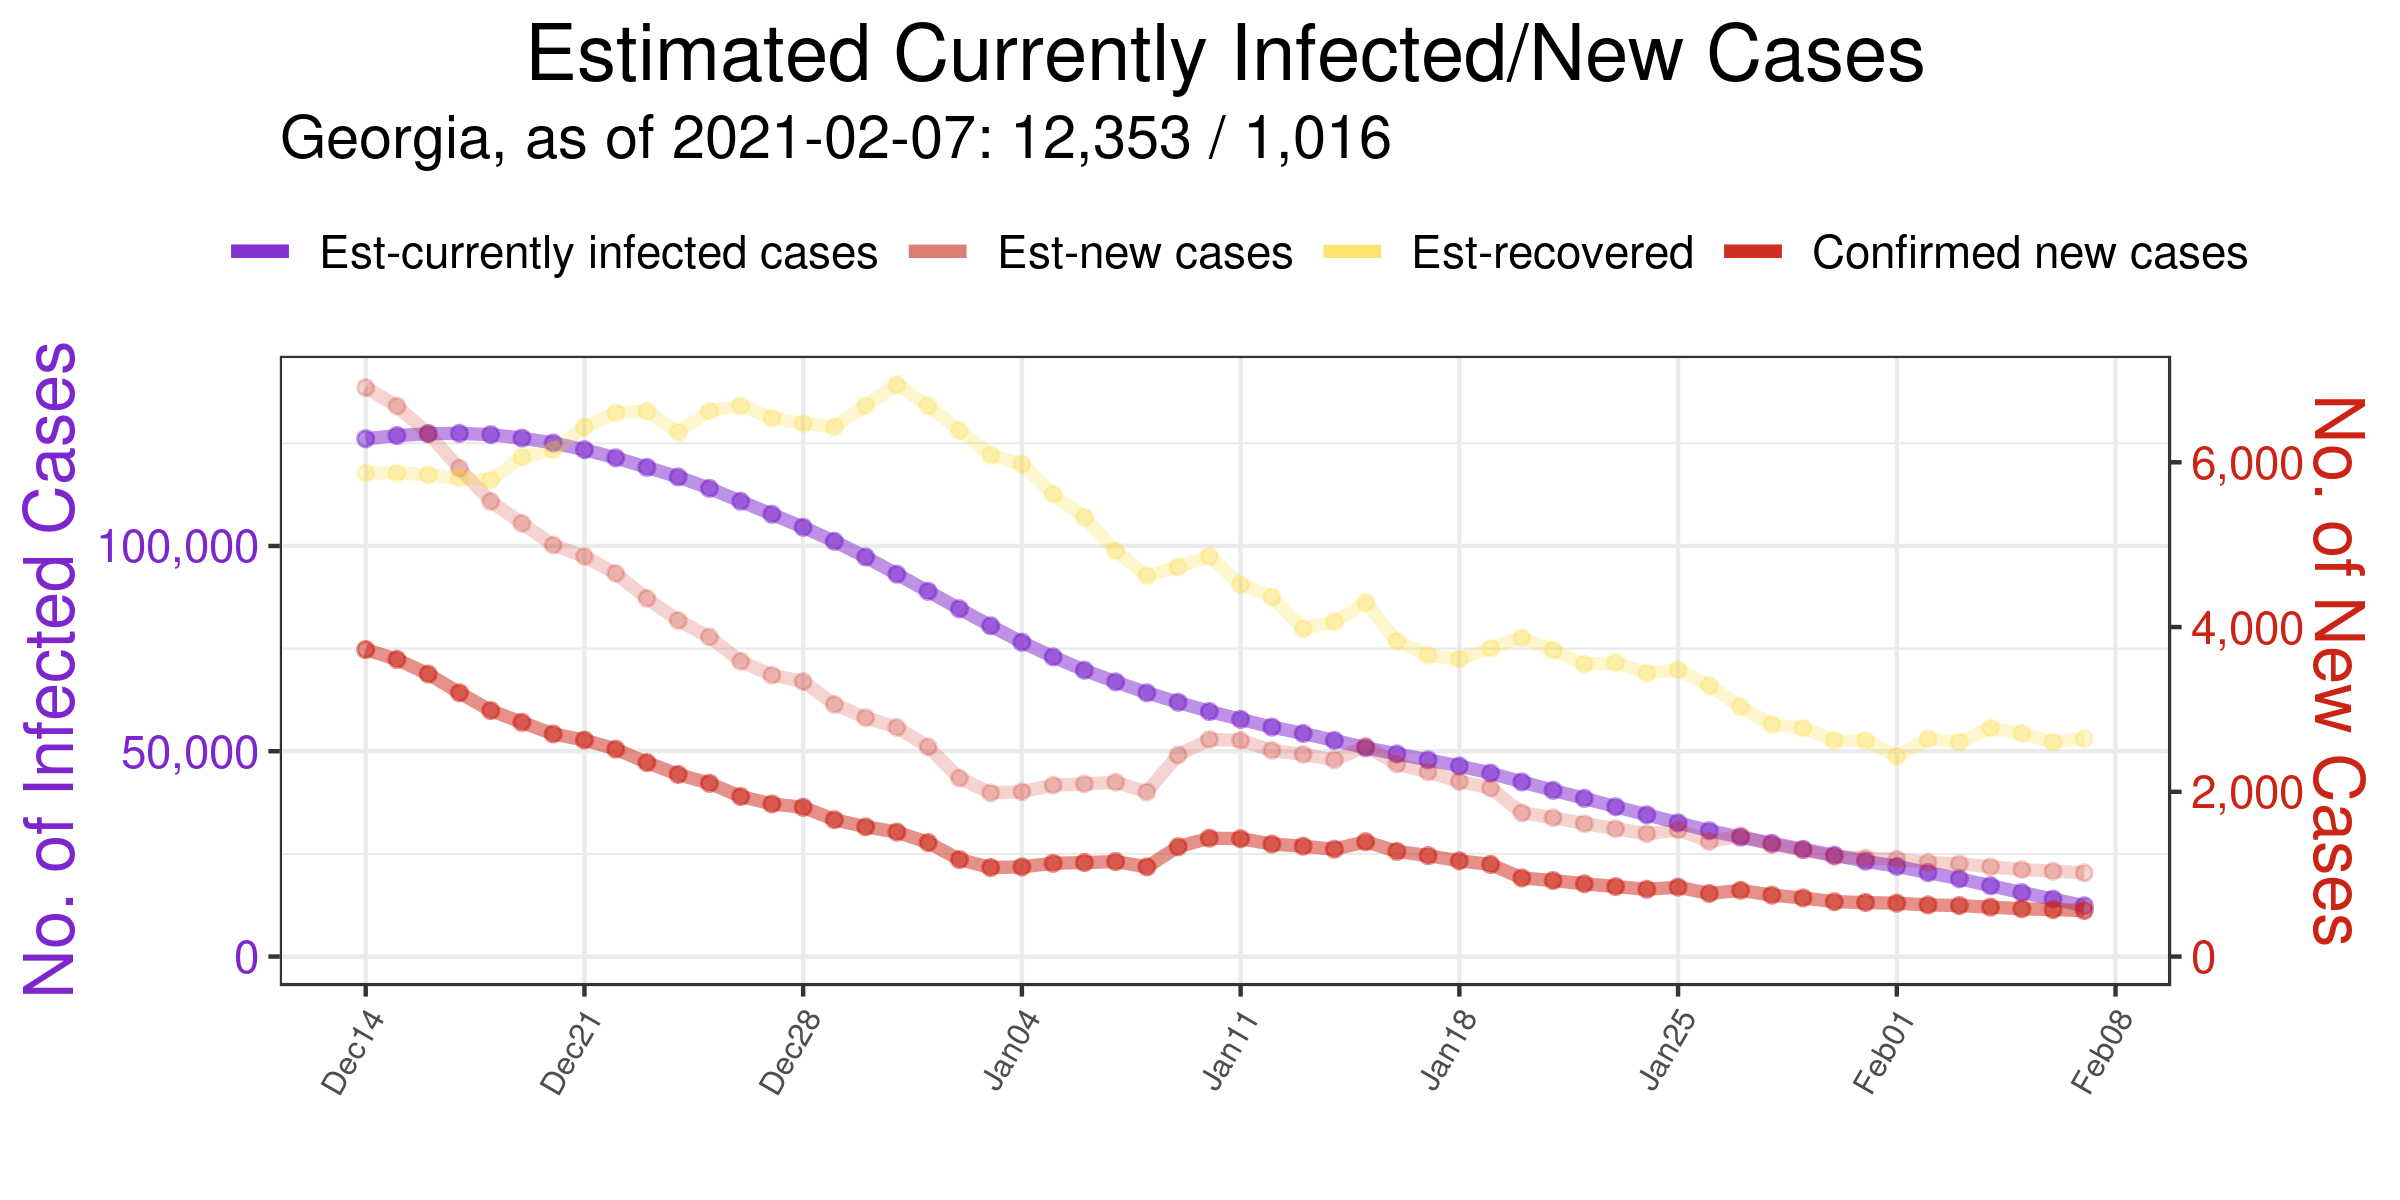 Estimated Currently Infected/New Cases
Georgia, as of 2021-02-07: 12,353 / 1,016
Est-currently infected cases Est-new cases Est-recovered Confirmed new cases
No. of Infected Cases
100,000
50,000
0
6,000
4,000
2,000
0
No. of New Cases
Dec14 Dec21 Dec28 Jan04 Jan11 Jan18 Jan25 Feb01 Feb08